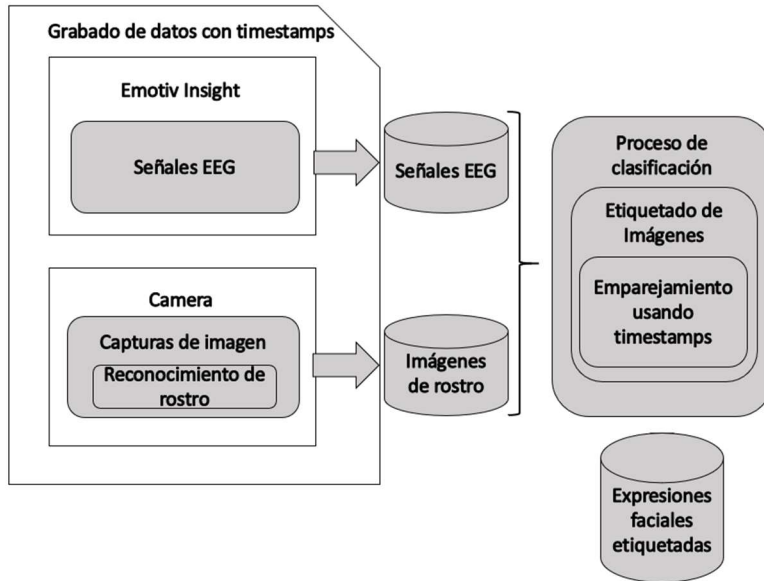 Grabado de datos con timestamps
Emotiv Insight
Señales EEG
Señales EEG
Camera
Capturas de imagen
Reconocimiento de
rostro
Imágenes
de rostro
Proceso de
clasificación
Etiquetado de
Imágenes
Emparejamiento
usando
timestamps
Expresiones
faciales
etiquetadas